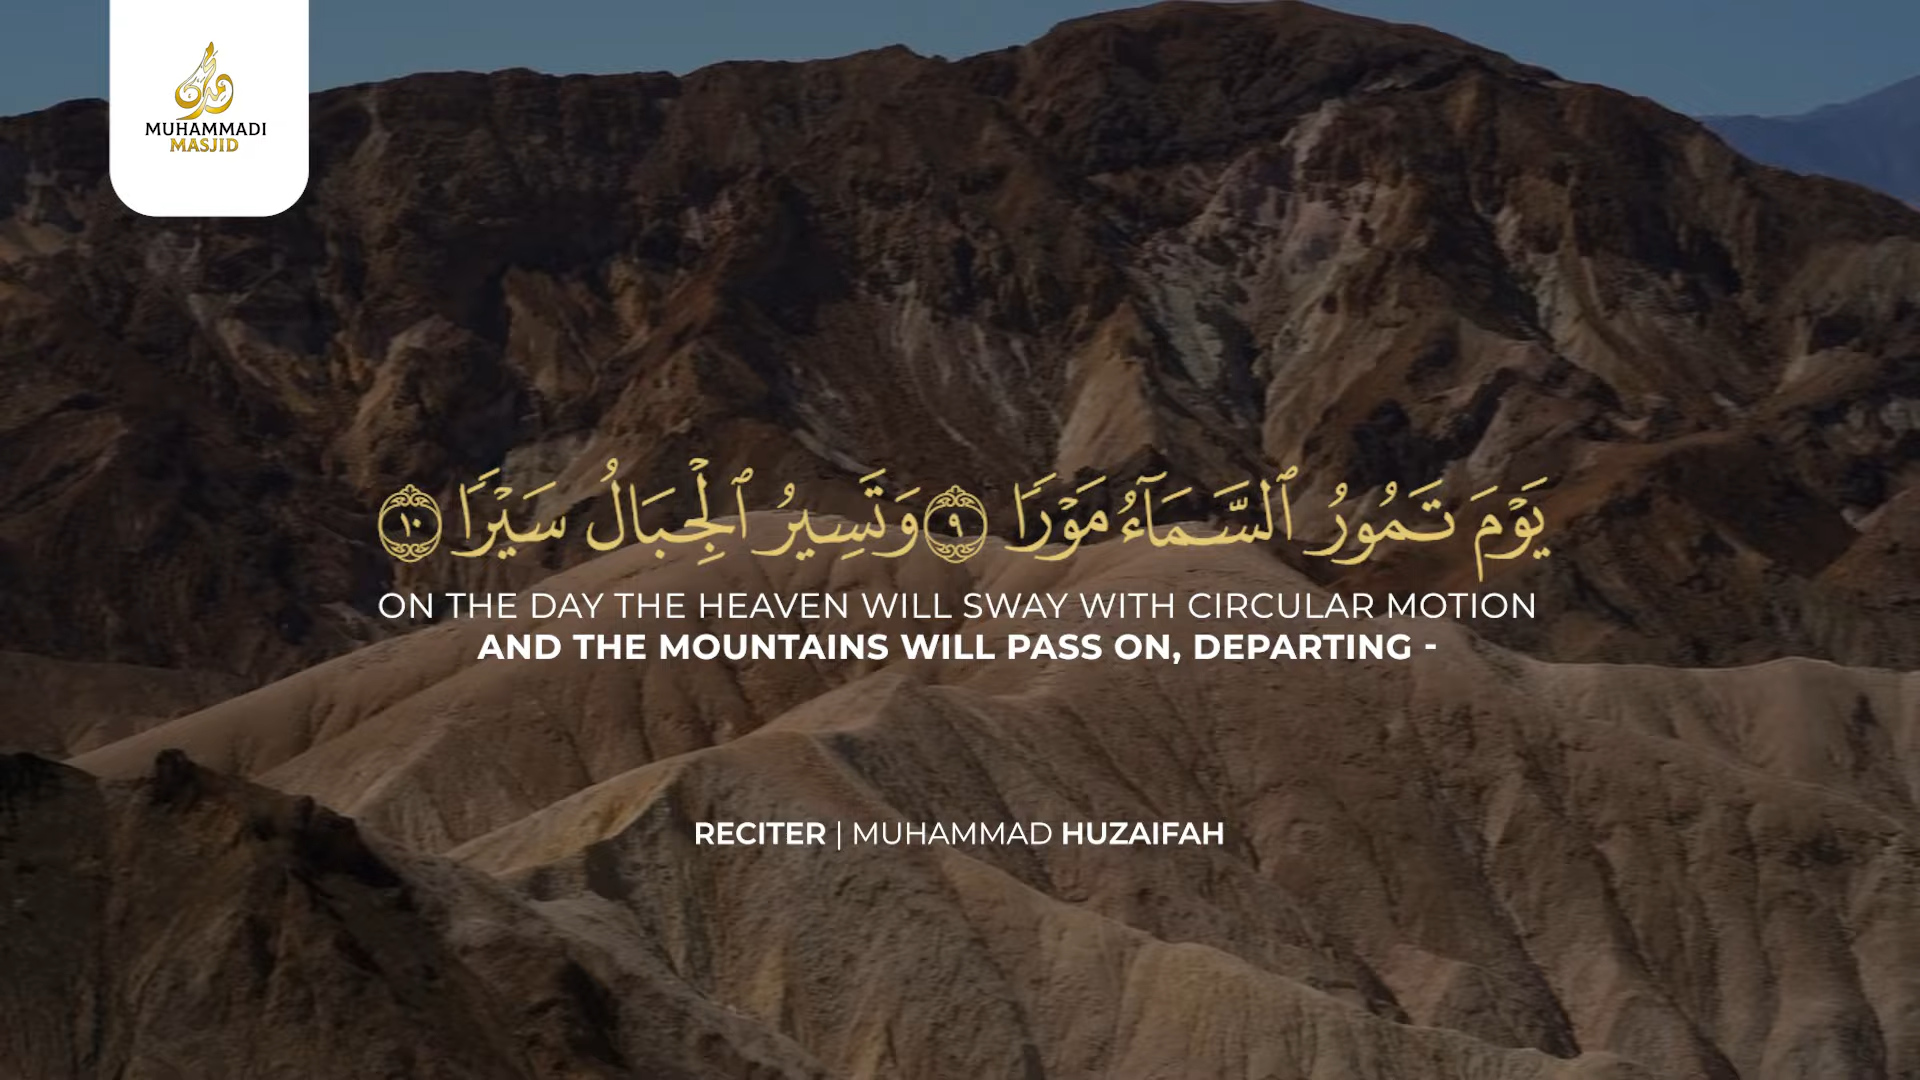 MUHAMMADI
MASJID
يَوْمَ تَمُورُ ٱلسَّمَآءُ مَوْرًا ٩ وَتَسِيرُ ٱلْجِبَالُ سَيْرًا ١٠
ON THE DAY THE HEAVEN WILL SWAY WITH CIRCULAR MOTION
AND THE MOUNTAINS WILL PASS ON, DEPARTING -
RECITER | MUHAMMAD HUZAIFAH